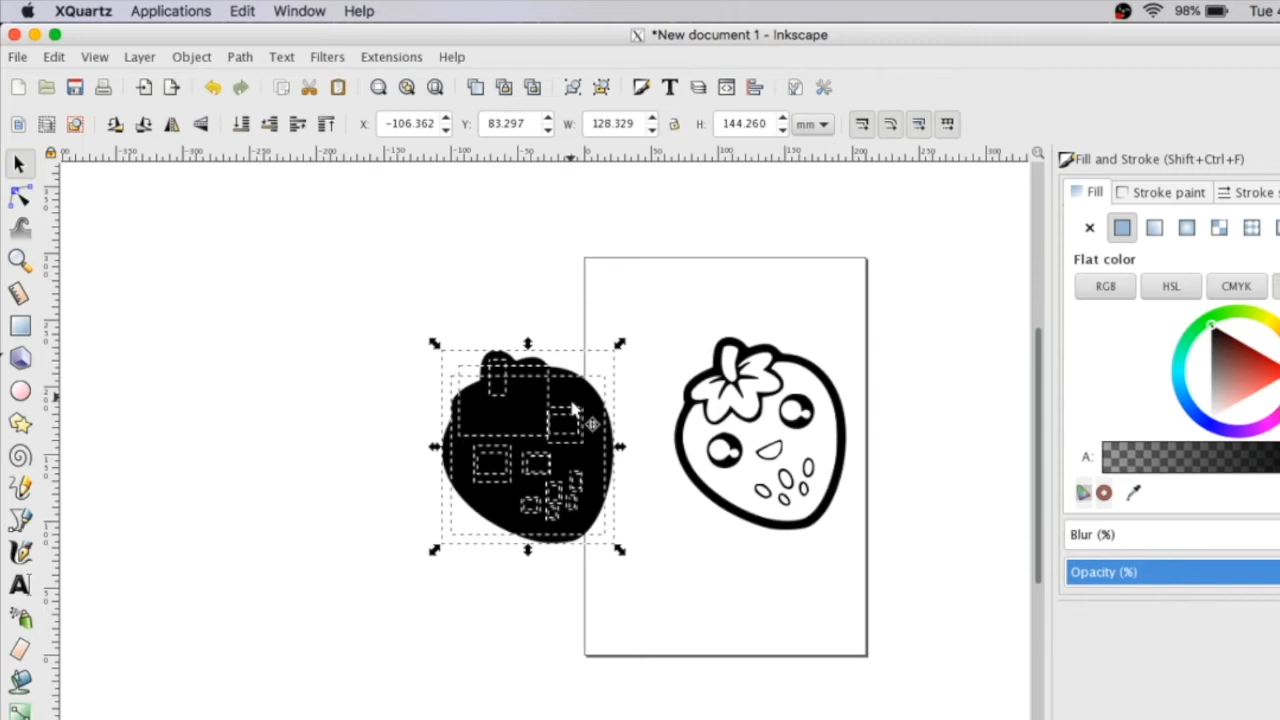 XQuartz Applications Edit Window Help 98% Tue
*New document 1 - Inkscape
File Edit View Layer Object Path Text Filters Extensions Help
X: -106.362 Y: 83.297 W: 128.329 H: 144.260 mm
Fill and Stroke (Shift+Ctrl+F)
Fill Stroke paint Stroke
Flat color
RGB HSL CMYK
A:
Blur (%)
Opacity (%)